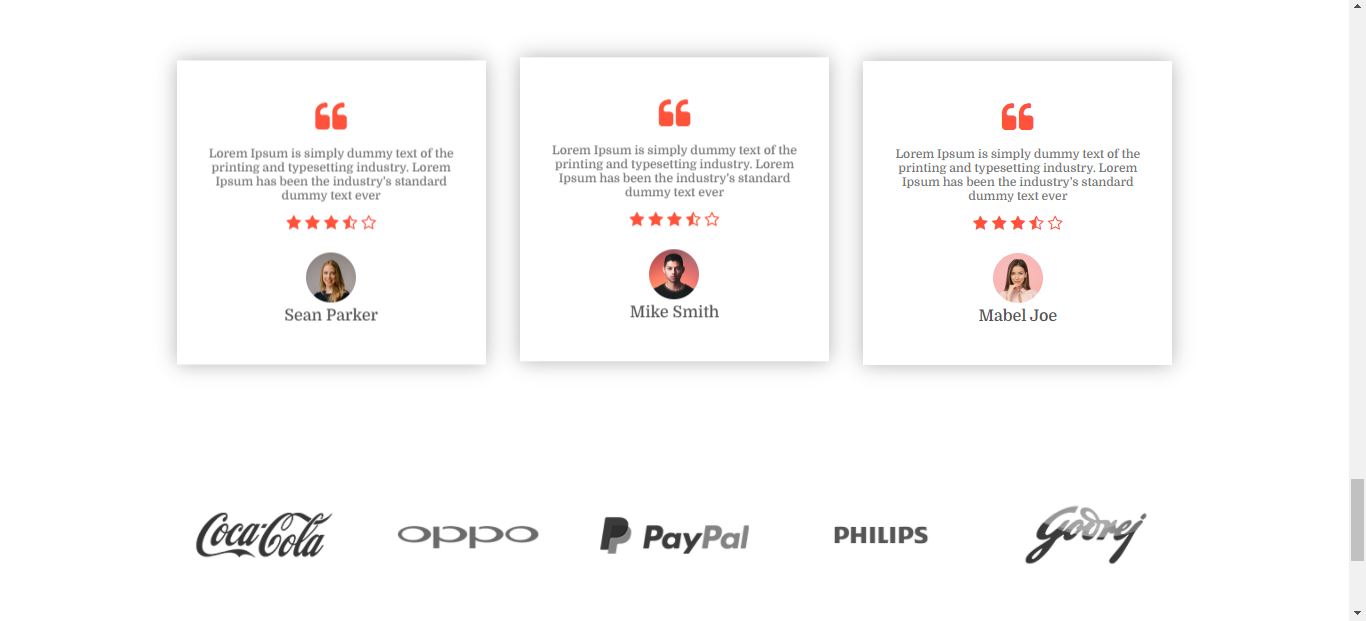 Lorem Ipsum is simply dummy text of the
printing and typesetting industry. Lorem
Ipsum has been the industry's standard
dummy text ever
Sean Parker
Lorem Ipsum is simply dummy text of the
printing and typesetting industry. Lorem
Ipsum has been the industry's standard
dummy text ever
Mike Smith
Lorem Ipsum is simply dummy text of the
printing and typesetting industry. Lorem
Ipsum has been the industry's standard
dummy text ever
Mabel Joe
Coca-Cola
oppo
PayPal
PHILIPS
Godrej